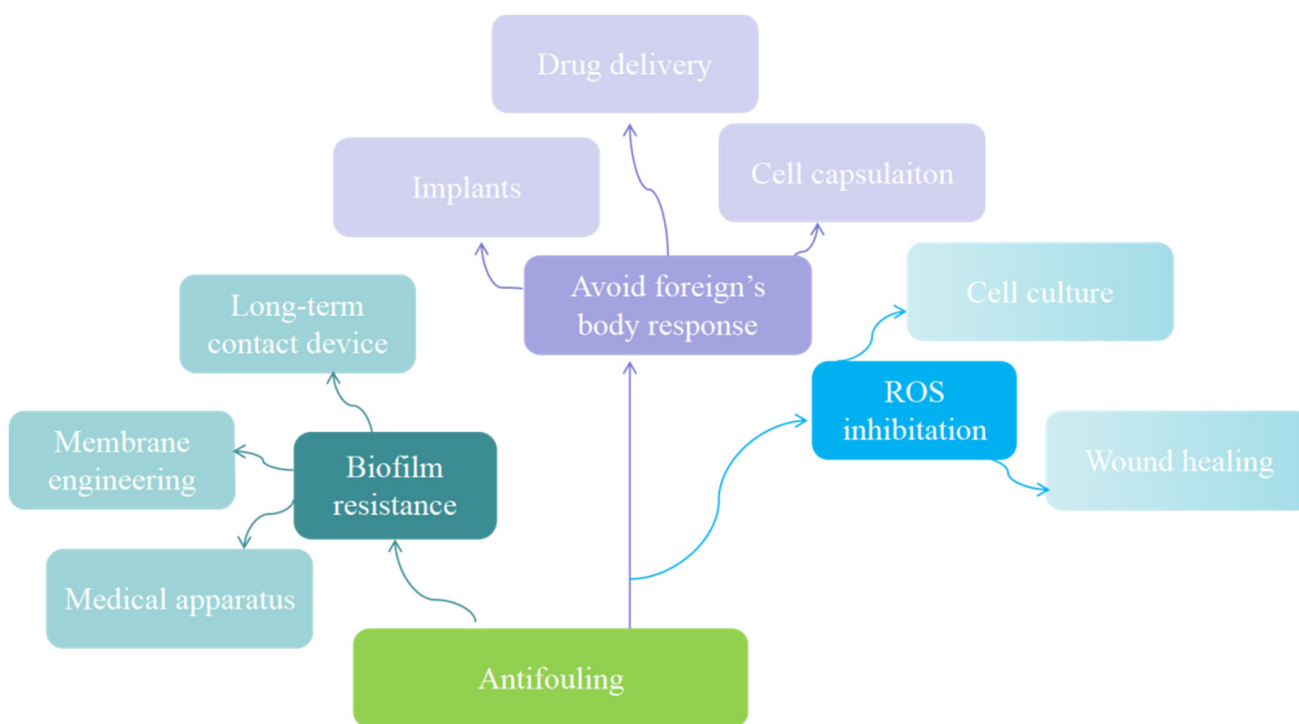 Drug delivery
Implants
Cell capsulaiton
Avoid foreign’s
body response
Cell culture
Long-term
contact device
ROS
inhibitation
Membrane
engineering
Biofilm
resistance
Wound healing
Medical apparatus
Antifouling